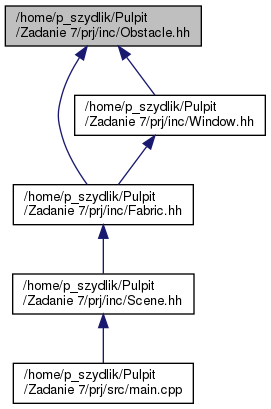 /home/p_szydlik/Pulpit
/Zadanie 7/prj/inc/Obstacle.hh
/home/p_szydlik/Pulpit
/Zadanie 7/prj/inc/Window.hh
/home/p_szydlik/Pulpit
/Zadanie 7/prj/inc/Fabric.hh
/home/p_szydlik/Pulpit
/Zadanie 7/prj/inc/Scene.hh
/home/p_szydlik/Pulpit
/Zadanie 7/prj/src/main.cpp